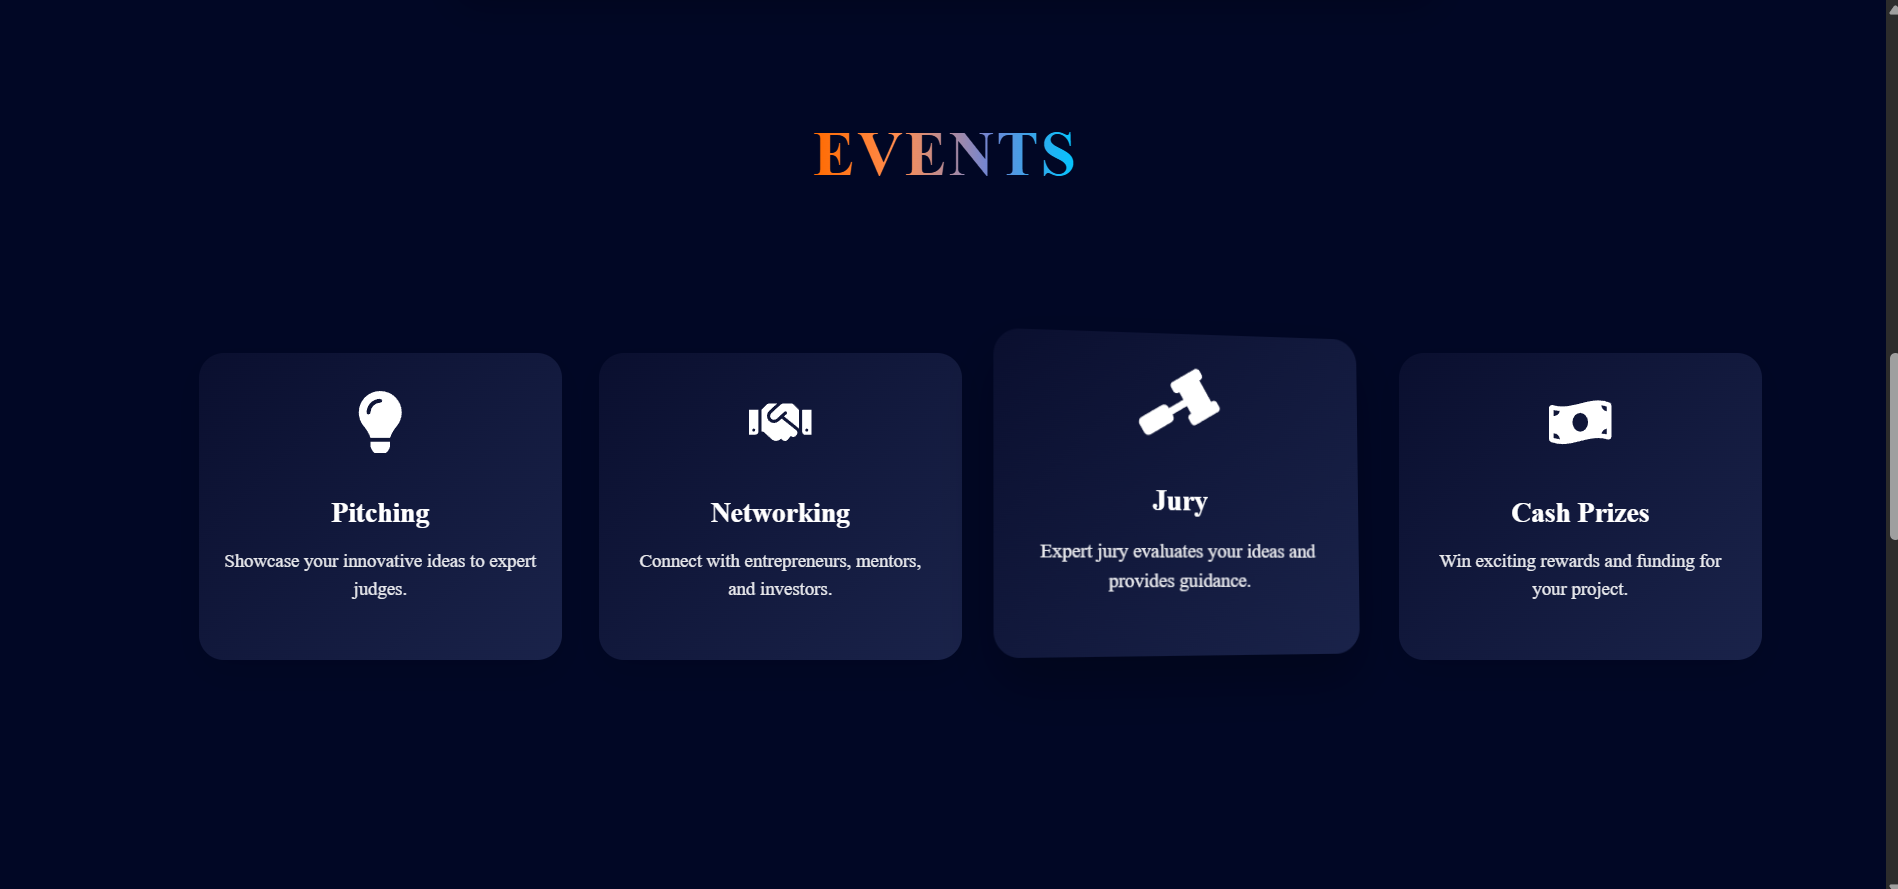 EVENTS
Pitching
Showcase your innovative ideas to expert
judges.
Networking
Connect with entrepreneurs, mentors,
and investors.
Jury
Expert jury evaluates your ideas and
provides guidance.
Cash Prizes
Win exciting rewards and funding for
your project.